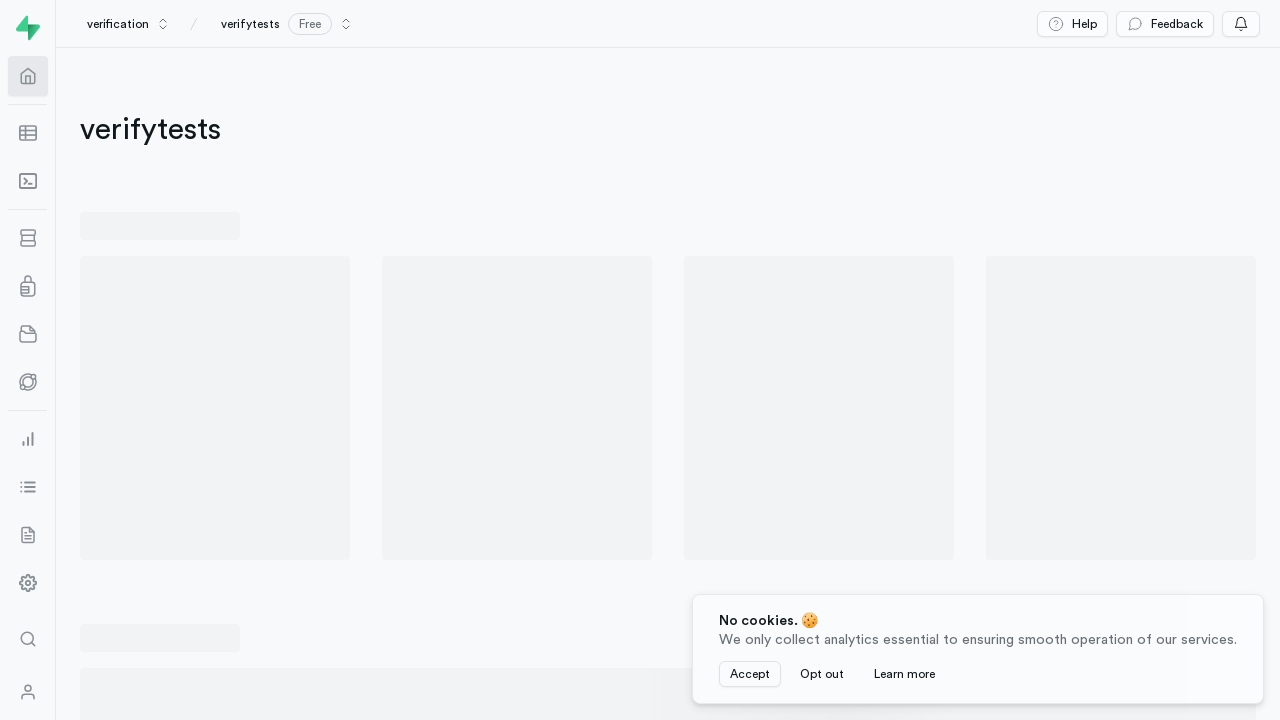 verification / verifytests Free Help Feedback
verifytests
No cookies. 🍪
We only collect analytics essential to ensuring smooth operation of our services.
Accept Opt out Learn more